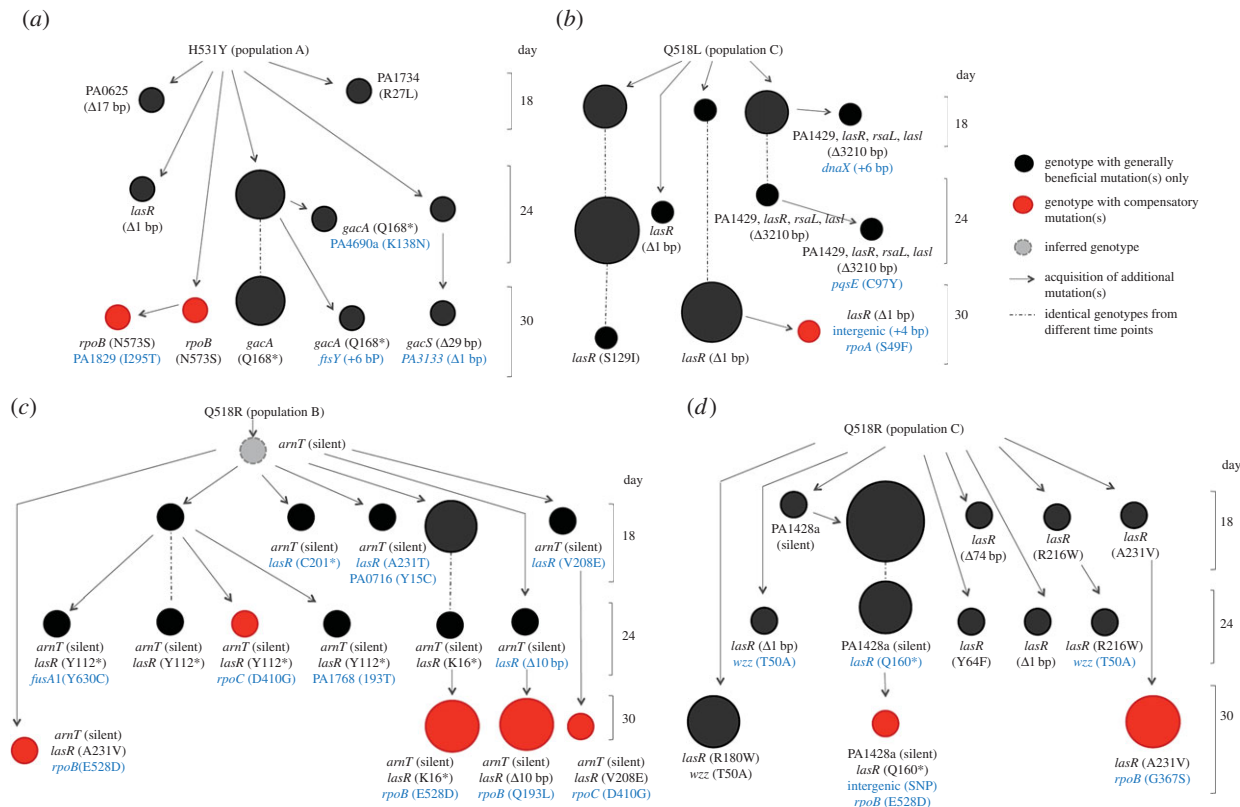 (a)
H531Y (population A)
day
PA0625
(Δ17 bp)
PA1734
(R27L)
18
lasR
(Δ1 bp)
gacA (Q168*)
PA4690a (K138N)
24
rpoB (N573S)
PA1829 (I295T)
rpoB
(N573S)
gacA
(Q168*)
gacA (Q168*)
ftsY (+6 bP)
gacS (Δ29 bp)
PA3133 (Δ1 bp)
30
(b)
Q518L (population C)
day
PA1429, lasR, rsaL, lasl
(Δ3210 bp)
dnaX (+6 bp)
18
lasR
(Δ1 bp)
PA1429, lasR, rsaL, lasl
(Δ3210 bp)
PA1429, lasR, rsaL, lasl
(Δ3210 bp)
pqsE (C97Y)
24
lasR (S129I)
lasR (Δ1 bp)
lasR (Δ1 bp)
intergenic (+4 bp)
rpoA (S49F)
30
genotype with generally
beneficial mutation(s) only
genotype with compensatory
mutation(s)
inferred genotype
acquisition of additional
mutation(s)
identical genotypes from
different time points
(c)
Q518R (population B)
arnT (silent)
day
arnT (silent)
lasR (C201*)
arnT (silent)
lasR (A231T)
PA0716 (Y15C)
arnT (silent)
lasR (V208E)
18
arnT (silent)
lasR (Y112*)
fusA1(Y630C)
arnT (silent)
lasR (Y112*)
arnT (silent)
lasR (Y112*)
rpoC (D410G)
arnT (silent)
lasR (Y112*)
PA1768 (193T)
arnT (silent)
lasR (K16*)
arnT (silent)
lasR (Δ10 bp)
24
arnT (silent)
lasR (A231V)
rpoB(E528D)
arnT (silent)
lasR (K16*)
rpoB (E528D)
arnT (silent)
lasR (Δ10 bp)
rpoB (Q193L)
arnT (silent)
lasR (V208E)
rpoC (D410G)
30
(d)
Q518R (population C)
day
PA1428a
(silent)
lasR
(Δ74 bp)
lasR
(R216W)
lasR
(A231V)
18
lasR (Δ1 bp)
wzz (T50A)
PA1428a (silent)
lasR (Q160*)
lasR
(Y64F)
lasR
(Δ1 bp)
lasR (R216W)
wzz (T50A)
24
lasR (R180W)
wzz (T50A)
PA1428a (silent)
lasR (Q160*)
intergenic (SNP)
rpoB (E528D)
lasR (A231V)
rpoB (G367S)
30